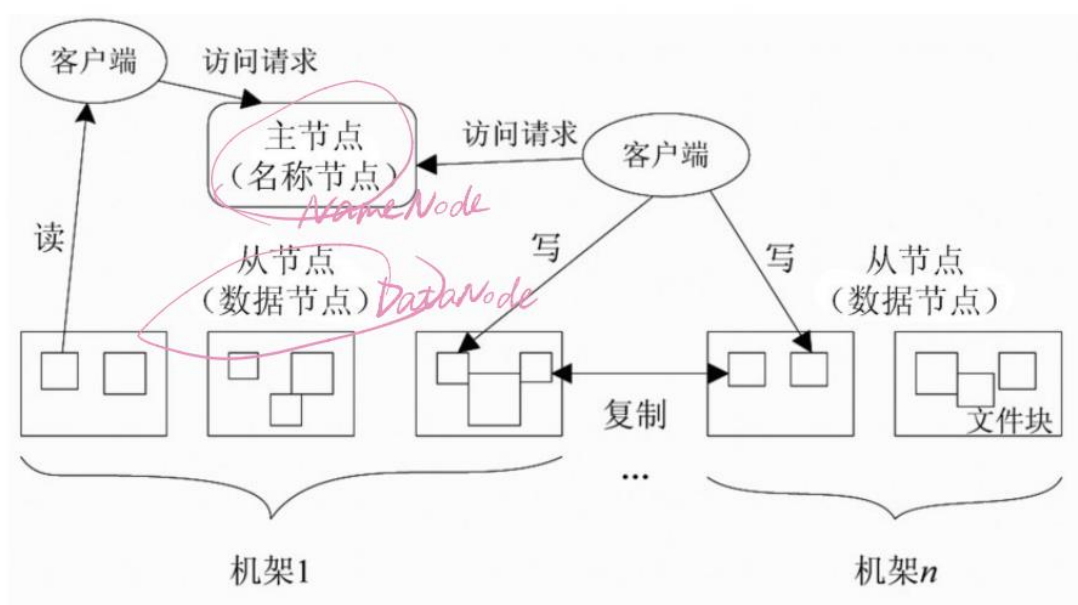 客户端
访问请求
主节点
（名称节点）
NameNode
访问请求
客户端
读
写
写
从节点
（数据节点）
DataNode
从节点
（数据节点）
复制
文件块
...
机架1
机架n